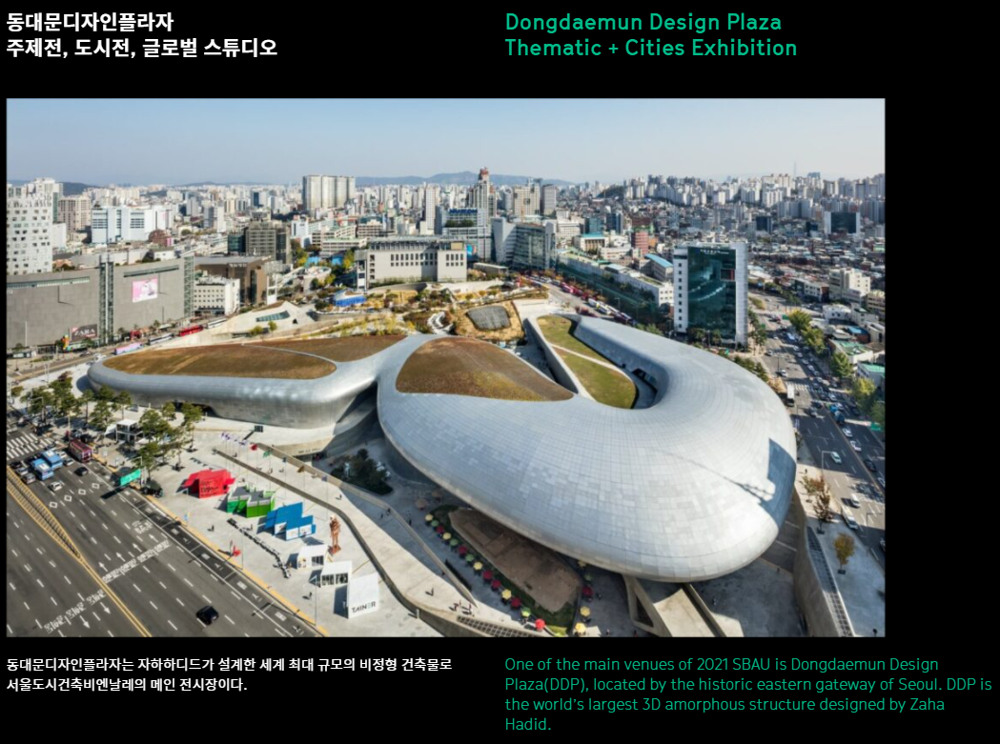 동대문디자인플라자
주제전, 도시전, 글로벌 스튜디오
Dongdaemun Design Plaza
Thematic + Cities Exhibition
동대문디자인플라자는 자하하디드가 설계한 세계 최대 규모의 비정형 건축물로
서울도시건축비엔날레의 메인 전시장이다.
One of the main venues of 2021 SBAU is Dongdaemun Design
Plaza(DDP), located by the historic eastern gateway of Seoul. DDP is
the world's largest 3D amorphous structure designed by Zaha
Hadid.